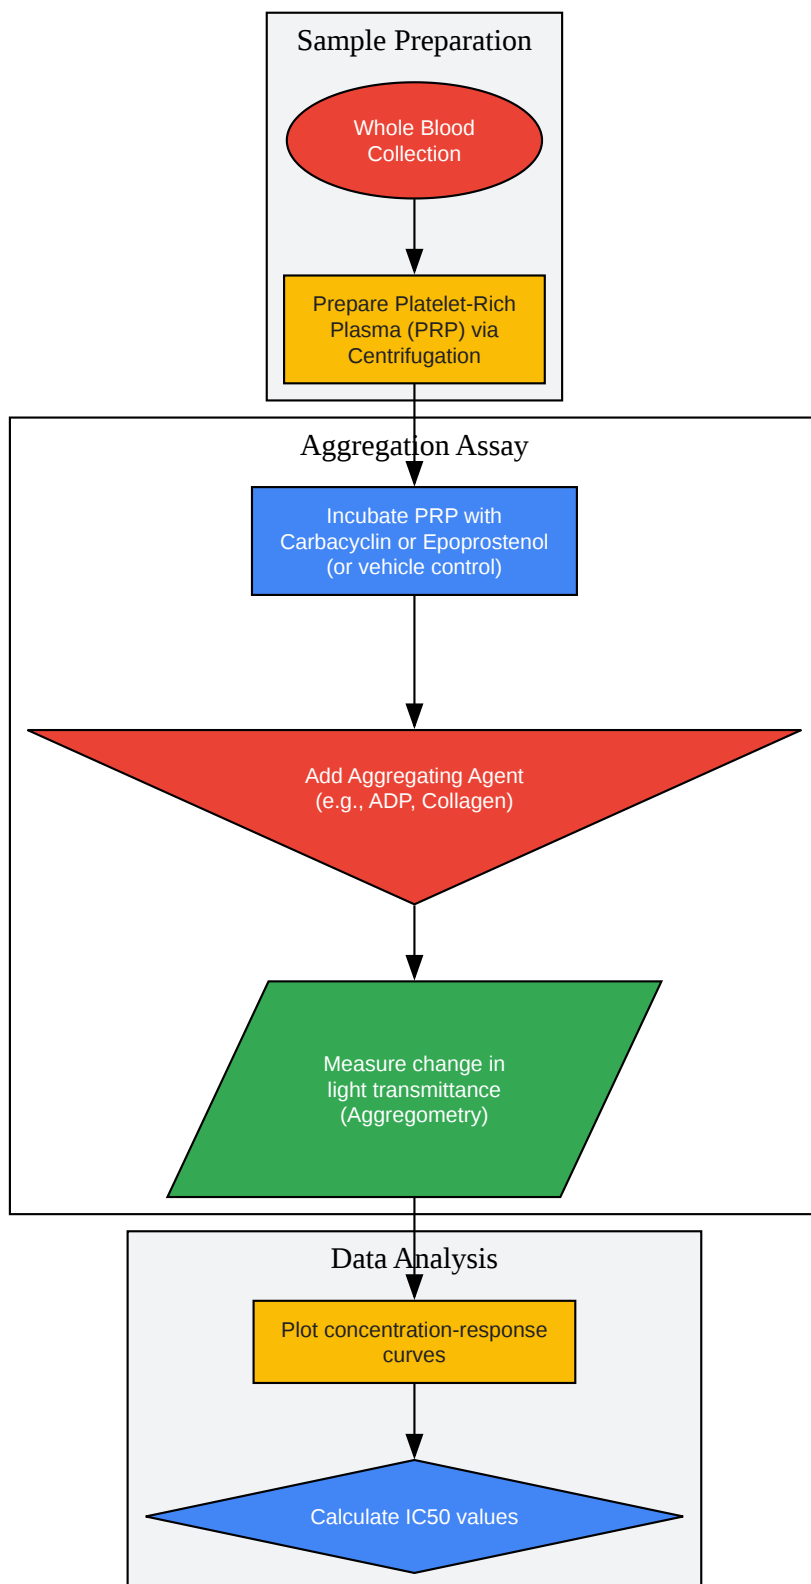 Sample Preparation
Whole Blood
Collection
Prepare Platelet-Rich
Plasma (PRP) via
Centrifugation
Aggregation Assay
Incubate PRP with
Carbacyclin or Epoprostenol
(or vehicle control)
Add Aggregating Agent
(e.g., ADP, Collagen)
Measure change in
light transmittance
(Aggregometry)
Data Analysis
Plot concentration-response
curves
Calculate IC50 values